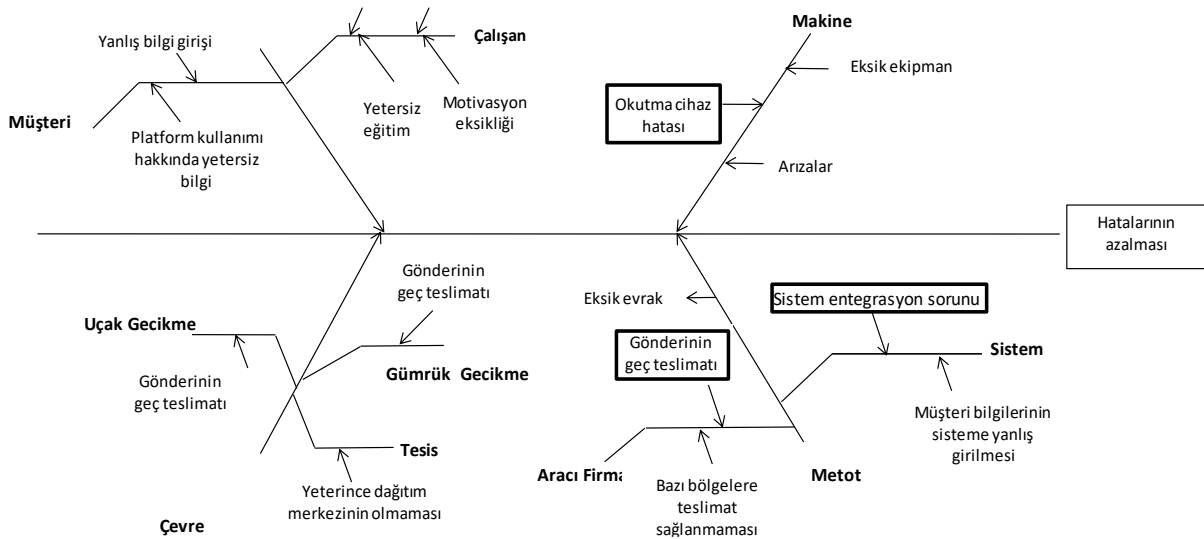 Makine
Yanlış bilgi girişi
Çalışan
Eksik ekipman
Okutma cihaz
hatası
Müşteri
Yetersiz
eğitim
Motivasyon
eksikliği
Platform kullanımı
hakkında yetersiz
bilgi
Arızalar
Hatalarının
azalması
Gönderinin
geç teslimatı
Eksik evrak
Sistem entegrasyon sorunu
Uçak Gecikme
Gönderinin
geç teslimatı
Sistem
Gönderinin
geç teslimatı
Gümrük Gecikme
Müşteri bilgilerinin
sisteme yanlış
girilmesi
Tesis
Aracı Firma
Metot
Yeterince dağıtım
merkezinin olmaması
Bazı bölgelere
teslimat
sağlanmaması
Çevre